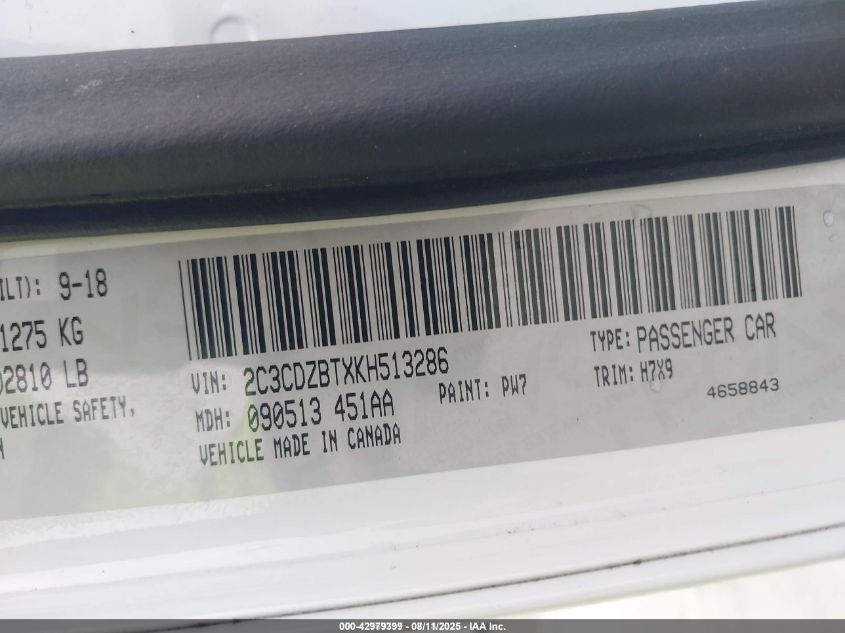 ILT): 9-18
1275 KG
02810 LB
VEHICLE SAFETY,
VIN: 2C3CDZBTXKH513286
MDH: 090513 451AA
VEHICLE MADE IN CANADA
PAINT: PW7
TYPE: PASSENGER CAR
TRIM: H7X9
4658843
000-42979399 - 08/11/2025 - IAA Inc.